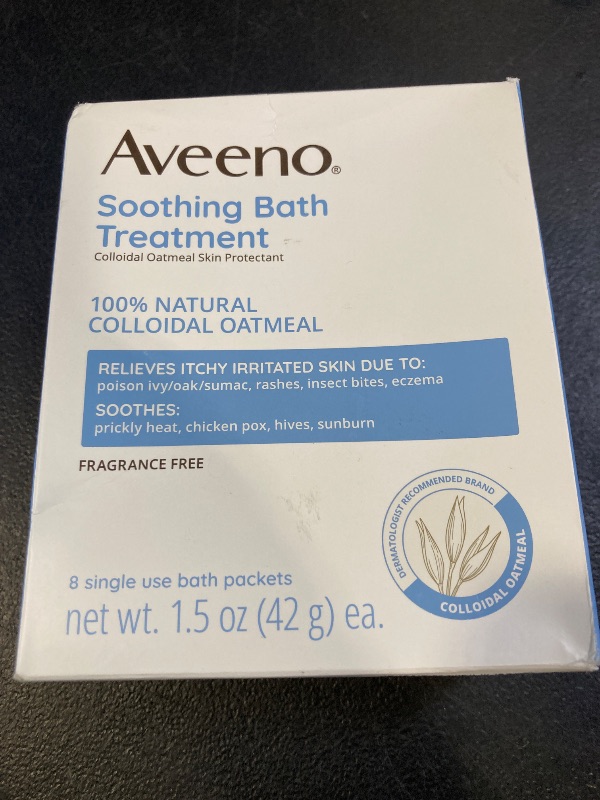 Aveeno®
Soothing Bath
Treatment
Colloidal Oatmeal Skin Protectant
100% NATURAL
COLLOIDAL OATMEAL
RELIEVES ITCHY IRRITATED SKIN DUE TO:
poison ivy/oak/sumac, rashes, insect bites, eczema
SOOTHES:
prickly heat, chicken pox, hives, sunburn
FRAGRANCE FREE
DERMATOLOGIST RECOMMENDED BRAND
COLLOIDAL OATMEAL
8 single use bath packets
net wt. 1.5 oz (42 g) ea.